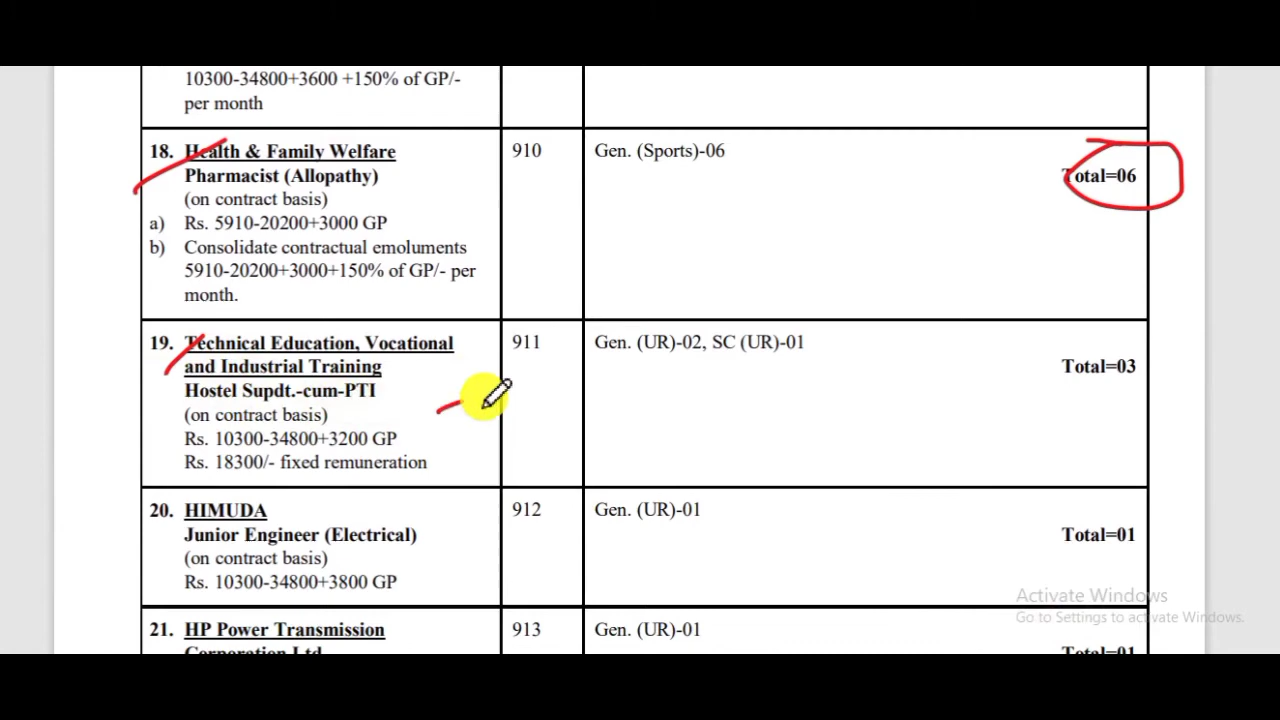 10300-34800+3600 +150% of GP/-
per month
18. Health & Family Welfare
Pharmacist (Allopathy)
(on contract basis)
a) Rs. 5910-20200+3000 GP
b) Consolidate contractual emoluments
5910-20200+3000+150% of GP/- per
month.
910
Gen. (Sports)-06
Total=06
19. Technical Education, Vocational
and Industrial Training
Hostel Supdt.-cum-PTI
(on contract basis)
Rs. 10300-34800+3200 GP
Rs. 18300/- fixed remuneration
911
Gen. (UR)-02, SC (UR)-01
Total=03
20. HIMUDA
Junior Engineer (Electrical)
(on contract basis)
Rs. 10300-34800+3800 GP
912
Gen. (UR)-01
Total=01
21. HP Power Transmission
Corporation Ltd
913
Gen. (UR)-01
Total=01
Activate Windows
Go to Settings to activate Windows.